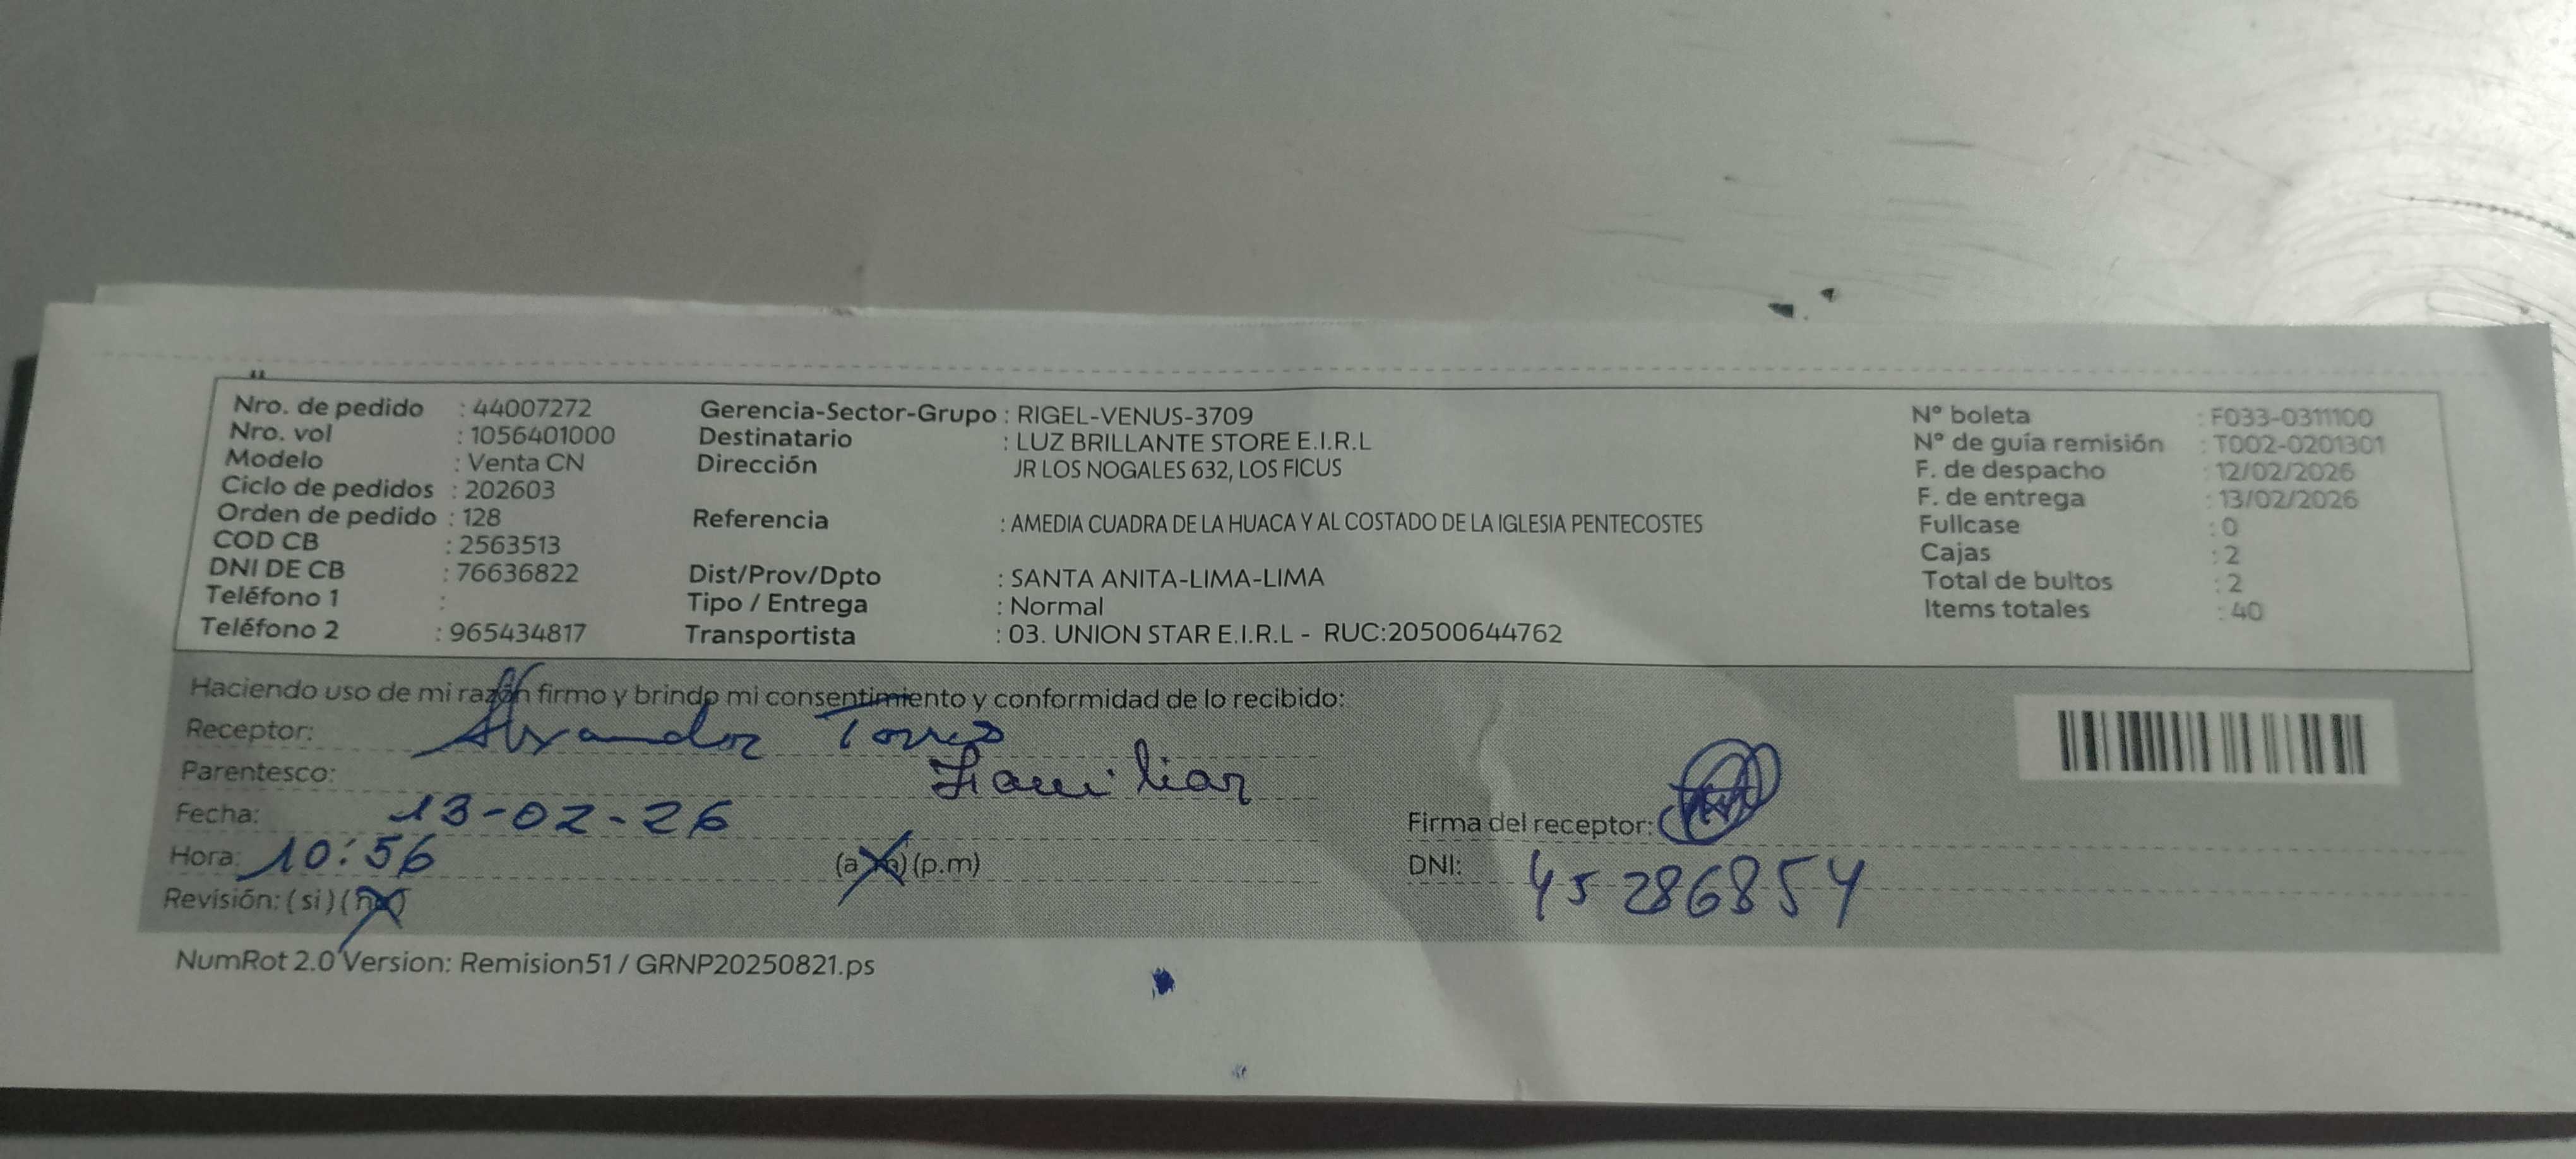 Nro. de pedido : 44007272
Nro. vol : 1056401000
Modelo : Venta CN
Ciclo de pedidos : 202603
Orden de pedido : 128
COD CB : 2563513
DNI DE CB : 76636822
Teléfono 1 :
Teléfono 2 : 965434817
Gerencia-Sector-Grupo : RIGEL-VENUS-3709
Destinatario : LUZ BRILLANTE STORE E.I.R.L
Dirección JR LOS NOGALES 632, LOS FICUS
Referencia : AMEDIA CUADRA DE LA HUACA Y AL COSTADO DE LA IGLESIA PENTECOSTES
Dist/Prov/Dpto : SANTA ANITA-LIMA-LIMA
Tipo / Entrega : Normal
Transportista : 03. UNION STAR E.I.R.L - RUC:20500644762
N° boleta : F033-0311100
N° de guía remisión : T002-0201301
F. de despacho : 12/02/2026
F. de entrega : 13/02/2026
Fullcase : 0
Cajas : 2
Total de bultos : 2
Items totales : 40
Haciendo uso de mi razón firmo y brindo mi consentimiento y conformidad de lo recibido:
Receptor: Alxandor Torres
Parentesco: Familiar
Fecha: 13-02-26
Hora: 10:56 (a.m) (p.m)
Revisión: ( si ) ( no )
Firma del receptor:
DNI: 45286854
NumRot 2.0 Version: Remision51 / GRNP20250821.ps